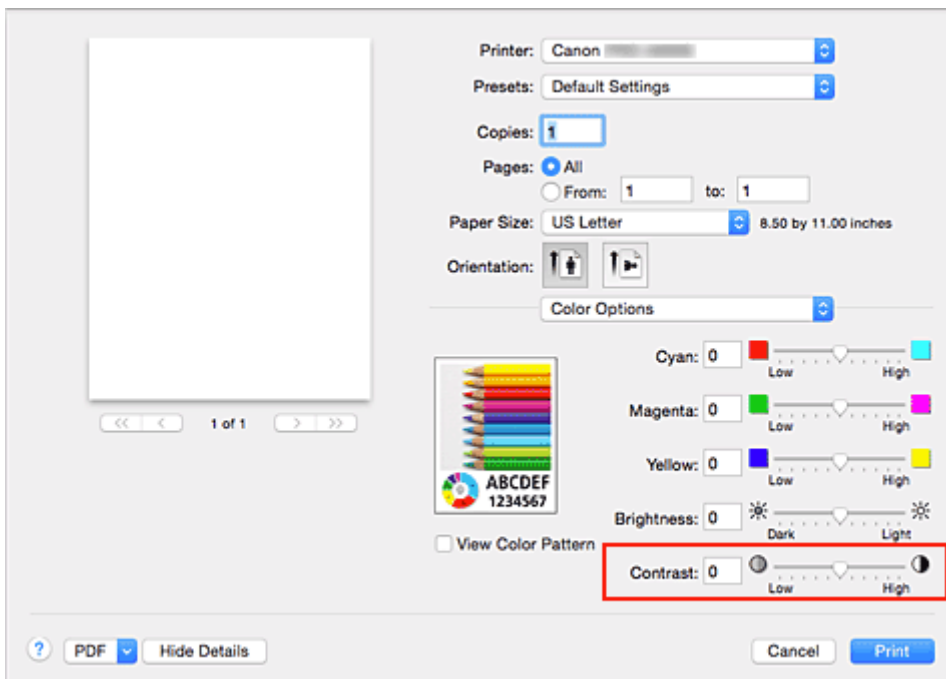 Printer: Canon
Presets: Default Settings
Copies: 1
Pages: All
From: 1 to: 1
Paper Size: US Letter 8.50 by 11.00 inches
Orientation:
Color Options
Cyan: 0
Low High
Magenta: 0
Low High
Yellow: 0
Low High
Brightness: 0
Dark Light
Contrast: 0
Low High
<< < 1 of 1 > >>
ABCDEF
1234567
View Color Pattern
? PDF Hide Details Cancel Print